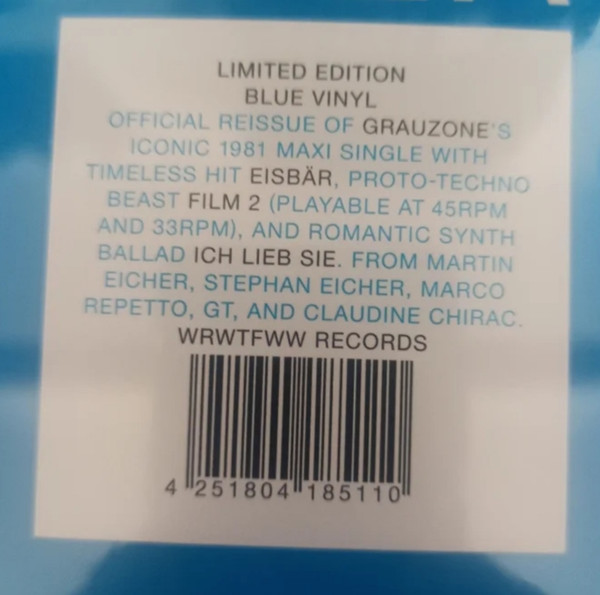 LIMITED EDITION
BLUE VINYL
OFFICIAL REISSUE OF GRAUZONE'S
ICONIC 1981 MAXI SINGLE WITH
TIMELESS HIT EISBÄR, PROTO-TECHNO
BEAST FILM 2 (PLAYABLE AT 45RPM
AND 33RPM), AND ROMANTIC SYNTH
BALLAD ICH LIEB SIE. FROM MARTIN
EICHER, STEPHAN EICHER, MARCO
REPETTO, GT, AND CLAUDINE CHIRAC.
WRWTFWW RECORDS
4 251804 185110